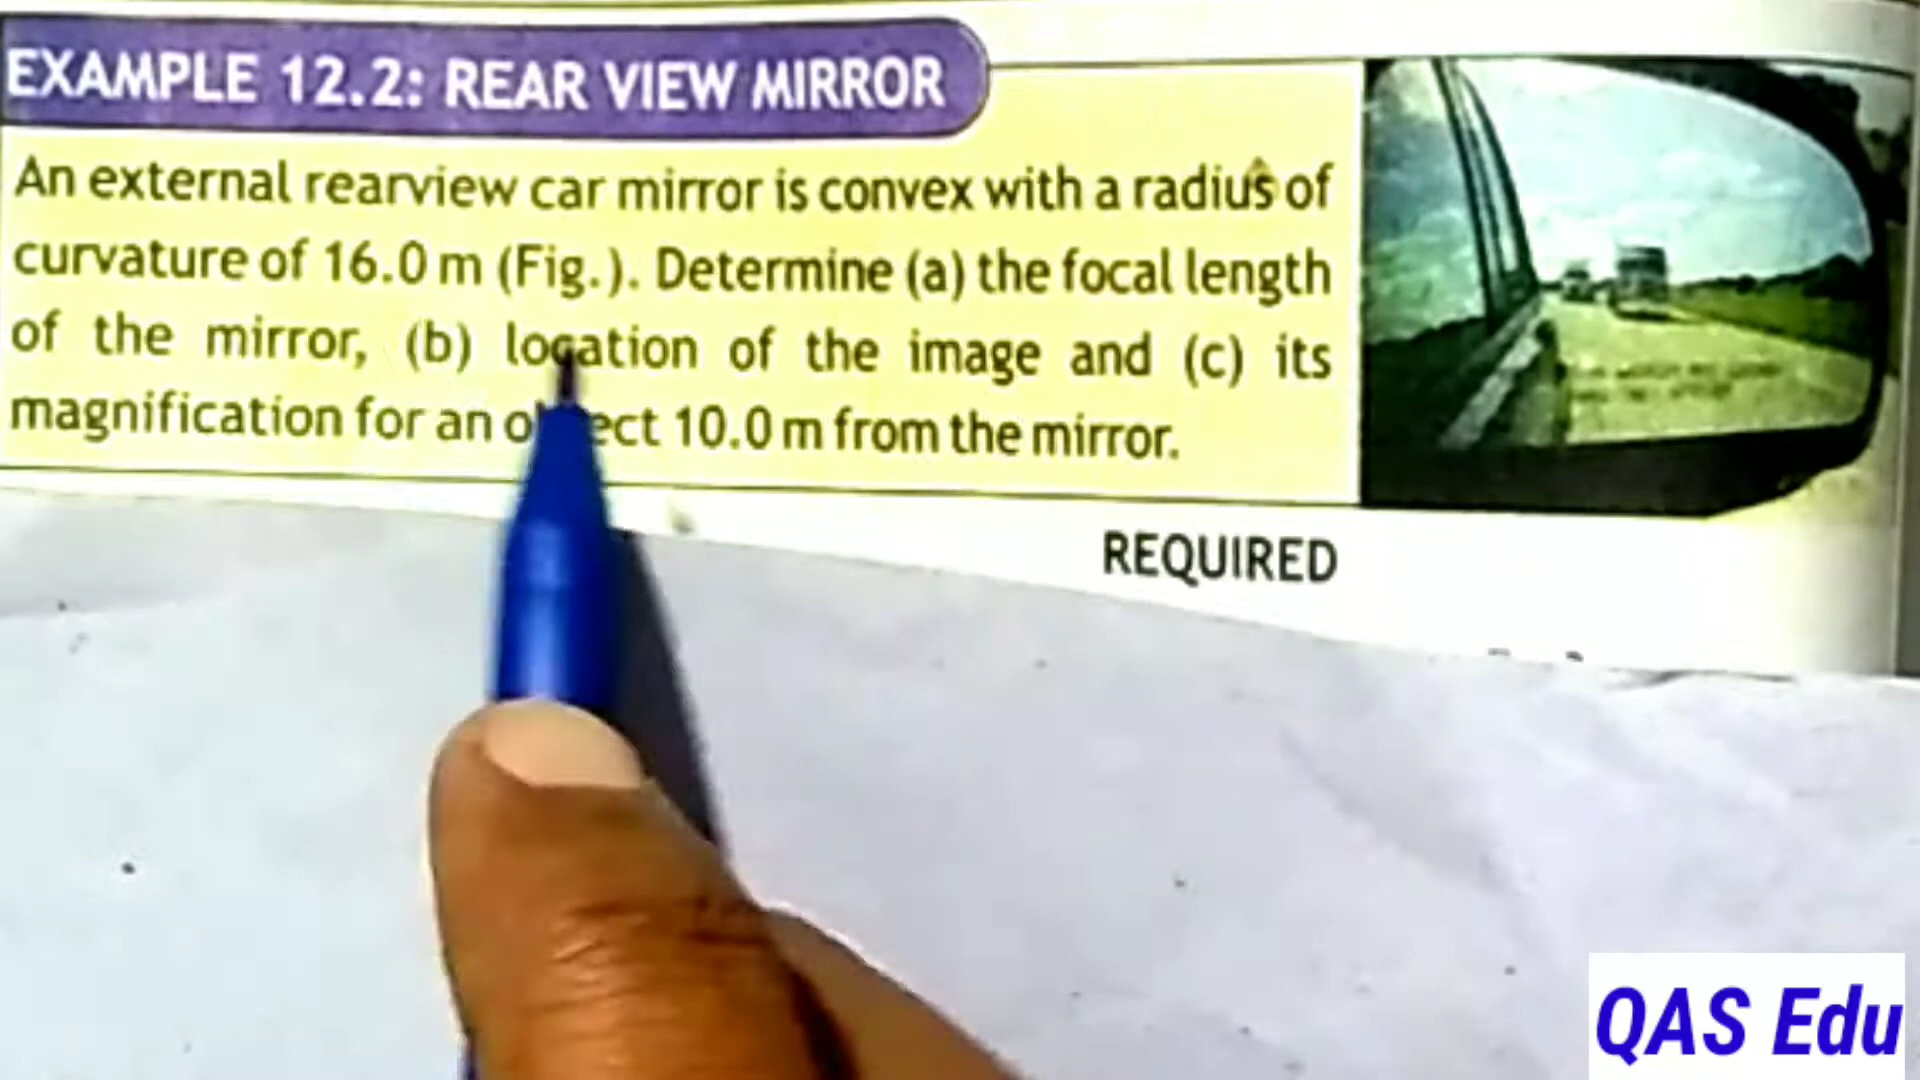 EXAMPLE 12.2: REAR VIEW MIRROR
An external rearview car mirror is convex with a radius of
curvature of 16.0 m (Fig.). Determine (a) the focal length
of the mirror, (b) location of the image and (c) its
magnification for an 10.0 m from the mirror.
REQUIRED
QAS Edu